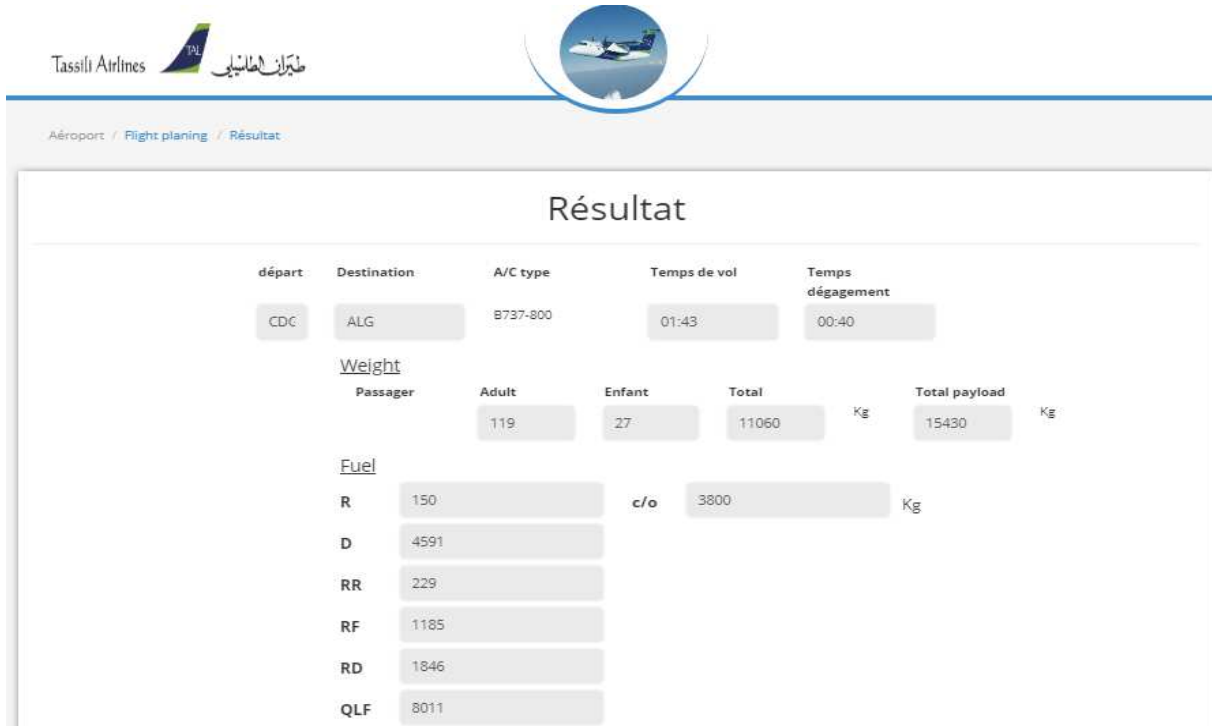 Tassili Airlines TAL طيران الطاسيلي
Aéroport / Flight planing / Résultat
Résultat
départ Destination A/C type Temps de vol Temps dégagement
CDG ALG B737-800 01:43 00:40
Weight
Passager Adult Enfant Total Total payload
119 27 11060 Kg 15430 Kg
Fuel
R 150 c/o 3800 Kg
D 4591
RR 229
RF 1185
RD 1846
QLF 8011